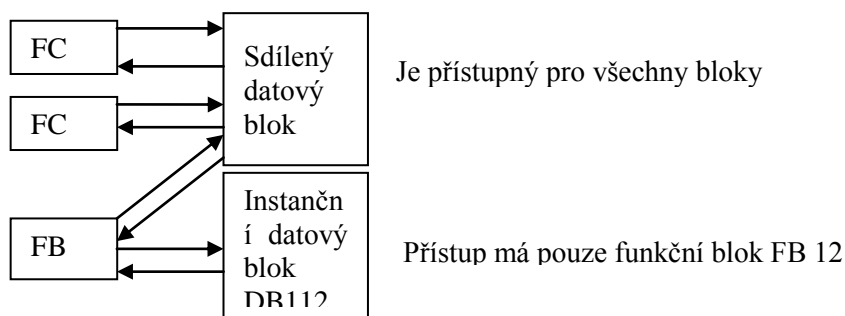 FC
Sdílený
datový
blok
Je přístupný pro všechny bloky
FC
FB
Instančn
í datový
blok
DB112
Přístup má pouze funkční blok FB 12